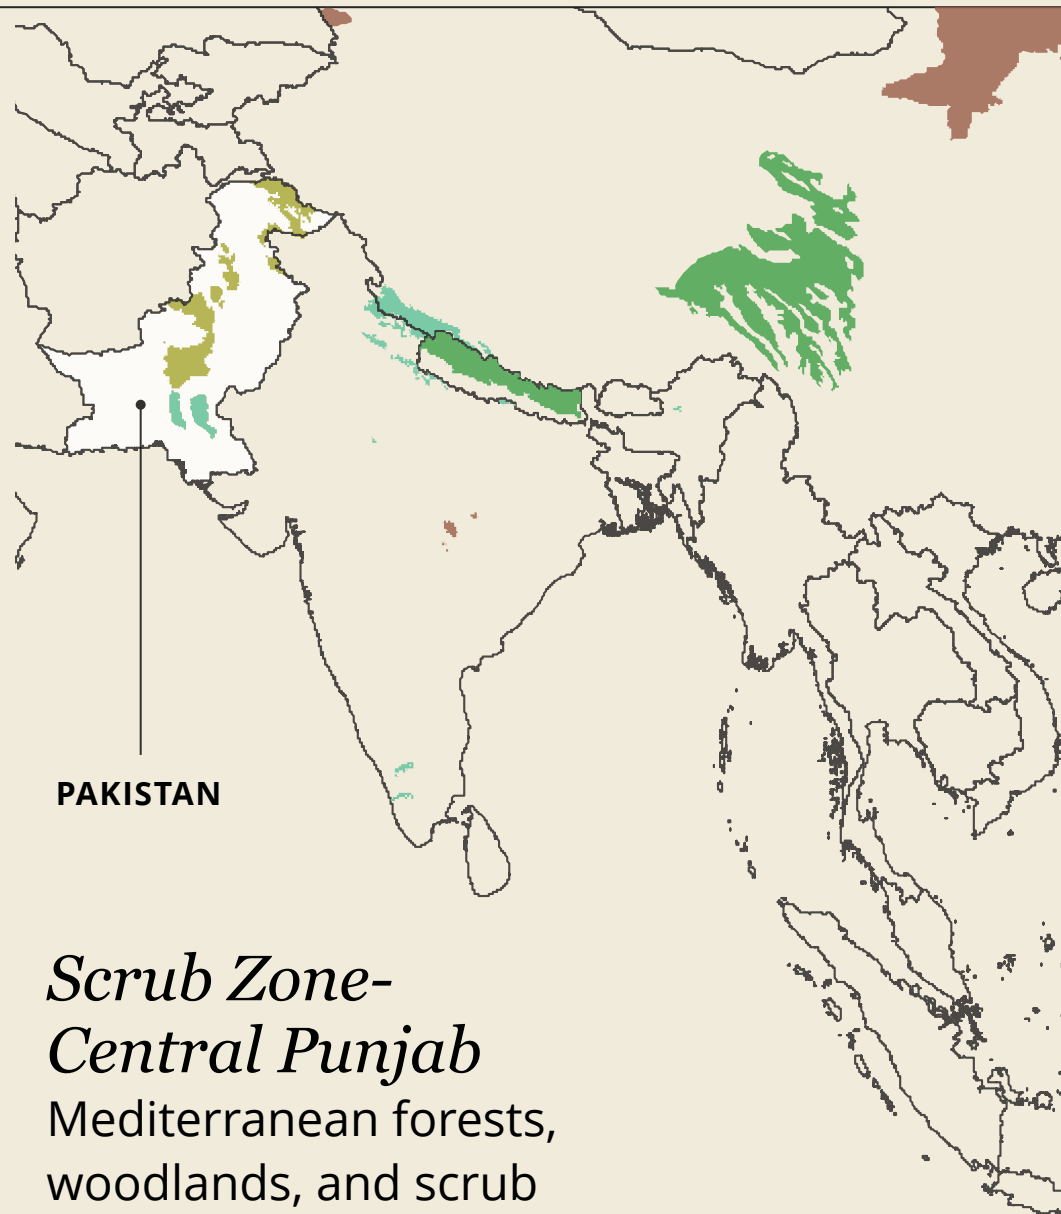 PAKISTAN
Scrub Zone-
Central Punjab
Mediterranean forests,
woodlands, and scrub